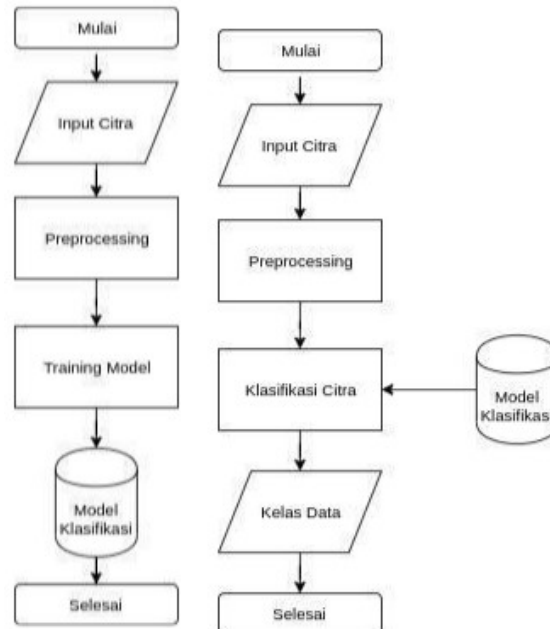 Mulai
Input Citra
Preprocessing
Training Model
Model
Klasifikasi
Selesai
Mulai
Input Citra
Preprocessing
Klasifikasi Citra
Kelas Data
Selesai
Model
Klasifikasi